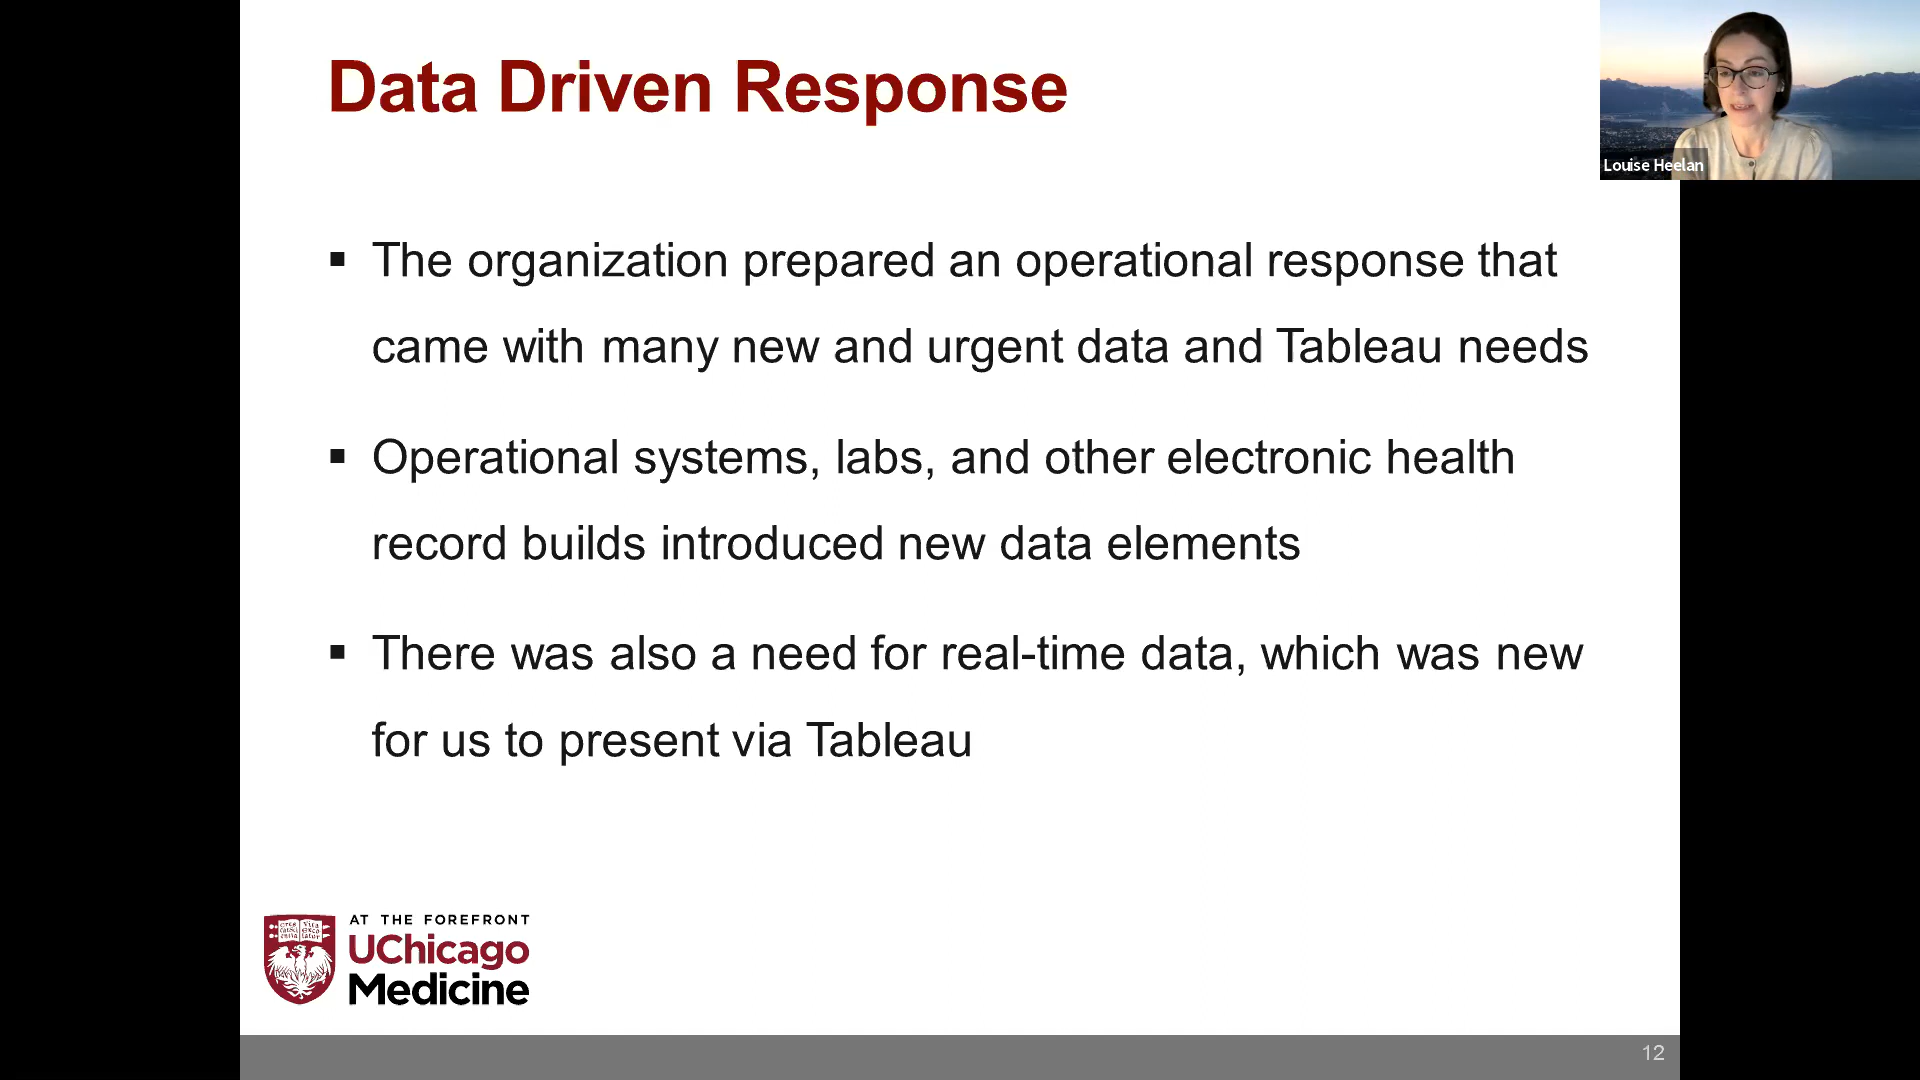 Data Driven Response
Louise Heelan
▪ The organization prepared an operational response that
came with many new and urgent data and Tableau needs
▪ Operational systems, labs, and other electronic health
record builds introduced new data elements
▪ There was also a need for real-time data, which was new
for us to present via Tableau
AT THE FOREFRONT
UChicago
Medicine
12